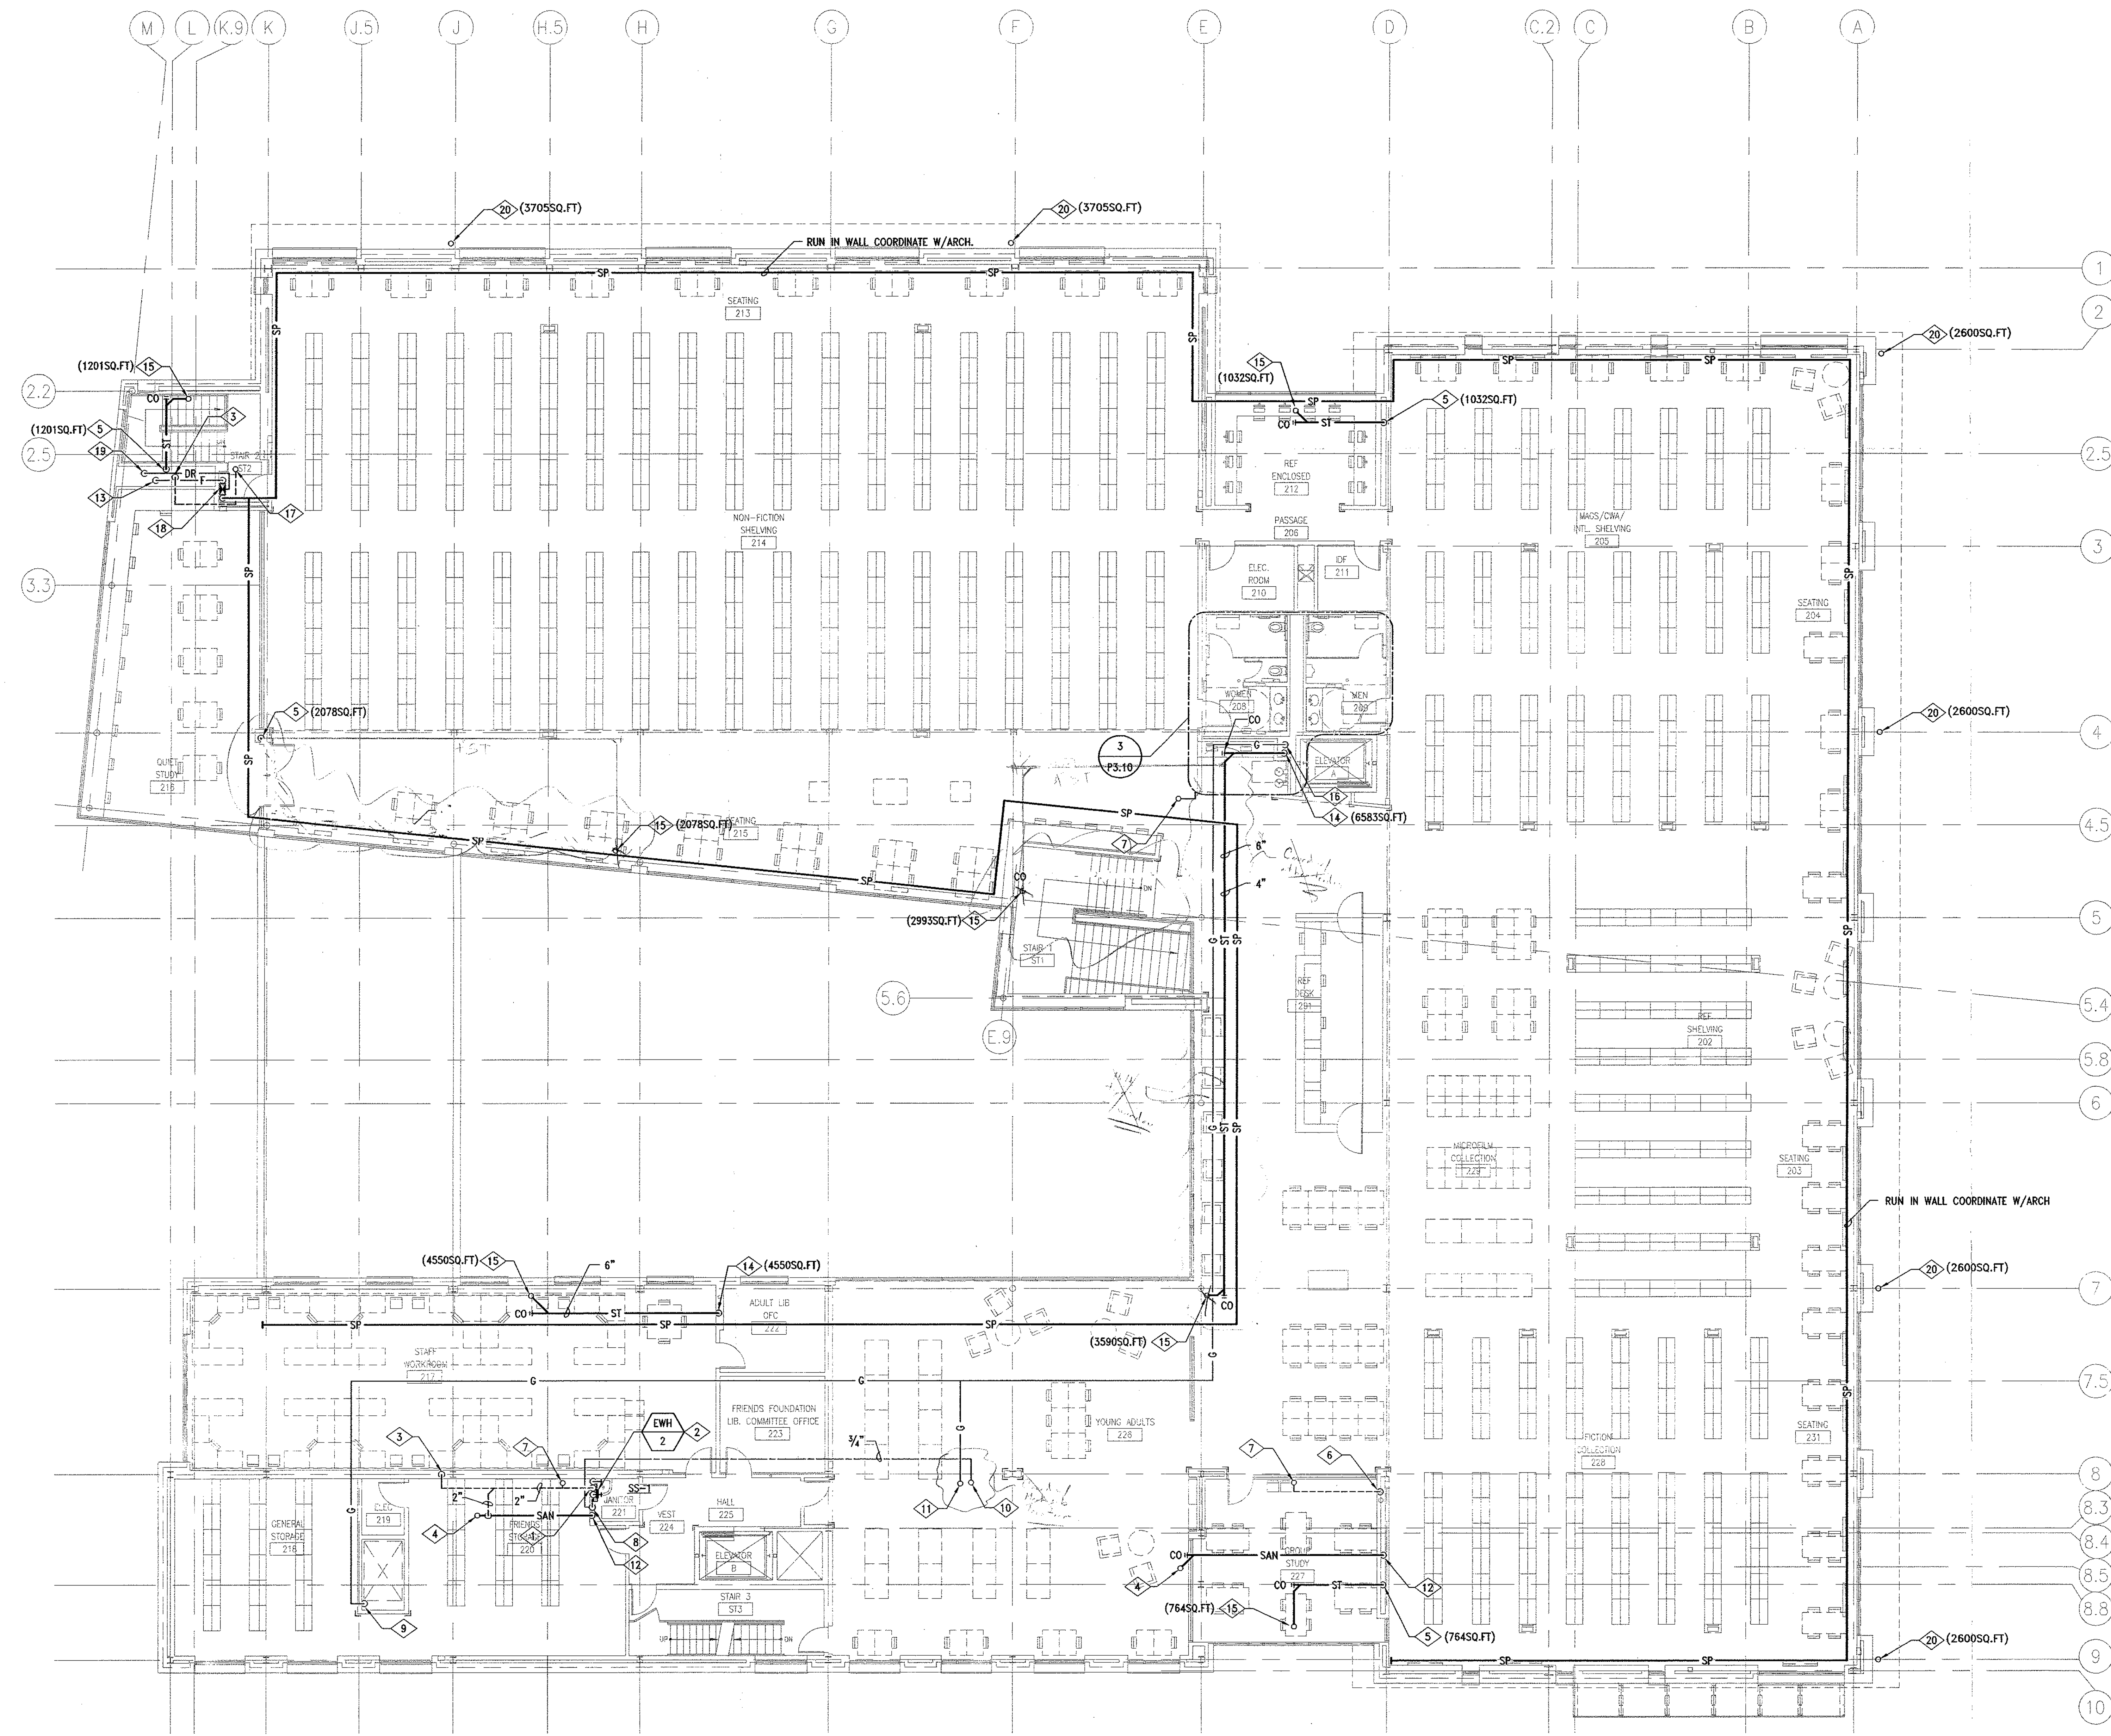 M L K.9 K J.5 J H.5 H G F E D C.2 C B A
20 (3705SQ.FT)
20 (3705SQ.FT)
RUN IN WALL COORDINATE W/ARCH.
SP SP
1
2
SEATING
213
SP
SP
20 (2600SQ.FT)
SP SP
(1201SQ.FT) 15
15
(1032SQ.FT)
2.2
CO
3
SP
5 (1032SQ.FT)
CO ST
(1201SQ.FT) 5
ST
19
2.5
STAIR 2
ST2
DR
F
13
18
17
2.5
REF
ENCLOSED
212
NON-FICTION
SHELVING
214
PASSAGE
206
MAGS/CWA/
INTL. SHELVING
205
3
3.3
SP
ELEC.
ROOM
210
IDF
211
SP
SEATING
204
WOMEN
208
MEN
209
5 (2078SQ.FT)
CO
20 (2600SQ.FT)
4
SP
QUIET
STUDY
216
3
P3.10
G
ELEVATOR
A
16
14 (6583SQ.FT)
SP
15 (2078SQ.FT)
SEATING
215
SP
7
SP
6"
4"
4.5
CO
DN
(2993SQ.FT) 15
5
G ST SP
SP
STAIR 1
ST1
REF
DESK
201
5.6
E.9
5.4
REF
SHELVING
202
5.8
G ST SP
6
MICROFILM
COLLECTION
229
SEATING
203
RUN IN WALL COORDINATE W/ARCH
(4550SQ.FT) 15
6"
14 (4550SQ.FT)
20 (2600SQ.FT)
7
CO ST
ADULT LIB
OFC
222
CO
SP SP SP
(3590SQ.FT) 15
STAFF
WORKROOM
217
G
G G
7.5
SP
FRIENDS FOUNDATION
LIB. COMMITTEE OFFICE
223
EWH
2
2
G
YOUNG ADULTS
226
SEATING
231
FICTION
COLLECTION
228
3
7
3/4"
7
6
8
2"
2"
SS-1
G
ELEC
219
JANITOR
221
HALL
225
11
10
8.3
GENERAL
STORAGE
218
4
SAN
FRIENDS
STORAGE
220
1
VEST
224
8
8.4
12
ELEVATOR
B
CO SAN
GROUP
STUDY
227
4
12
8.5
CO ST
8.8
STAIR 3
ST3
(764SQ.FT) 15
9
UP
DN
5 (764SQ.FT)
20 (2600SQ.FT)
9
SP SP
10